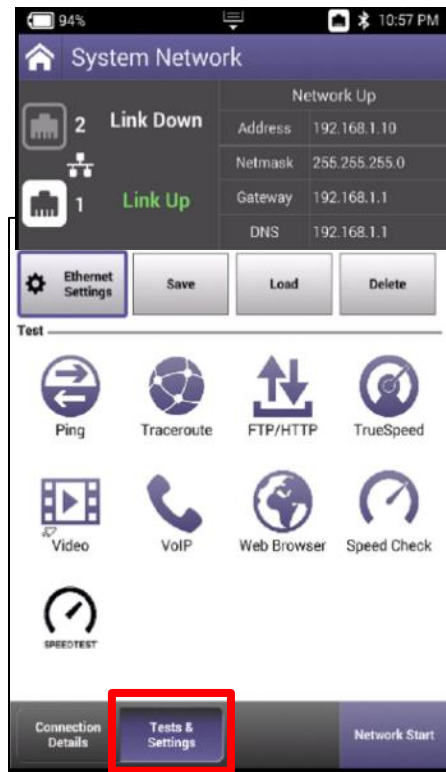 94%
10:57 PM
System Network
Network Up
2 Link Down
Address 192.168.1.10
Netmask 255.255.255.0
1 Link Up
Gateway 192.168.1.1
DNS 192.168.1.1
Ethernet
Settings
Save
Load
Delete
Test
Ping
Traceroute
FTP/HTTP
TrueSpeed
Video
VoIP
Web Browser
Speed Check
SPEEDTEST
Connection
Details
Tests &
Settings
Network Start